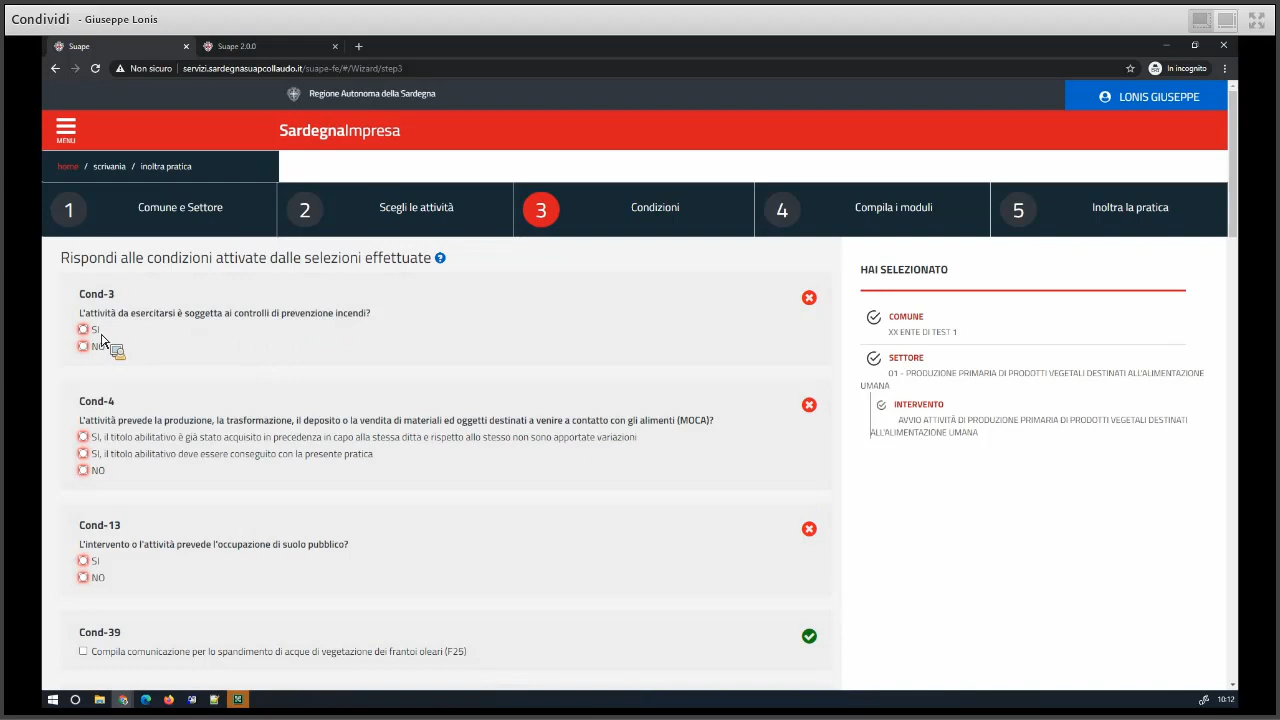 Condividi - Giuseppe Lonis
Suape
Suape 2.0.0
Non sicuro
servizi.sardegnasuapcollaudo.it/suape-fe/#/Wizard/step3
In incognito
Regione Autonoma della Sardegna
LONIS GIUSEPPE
MENU
SardegnaImpresa
home / scrivania / inoltra pratica
1 Comune e Settore
2 Scegli le attività
3 Condizioni
4 Compila i moduli
5 Inoltra la pratica
Rispondi alle condizioni attivate dalle selezioni effettuate ?
Cond-3
L'attività da esercitarsi è soggetta ai controlli di prevenzione incendi?
SI
NO
Cond-4
L'attività prevede la produzione, la trasformazione, il deposito o la vendita di materiali ed oggetti destinati a venire a contatto con gli alimenti (MOCA)?
SI, il titolo abilitativo è già stato acquisito in precedenza in capo alla stessa ditta e rispetto allo stesso non sono apportate variazioni
SI, il titolo abilitativo deve essere conseguito con la presente pratica
NO
Cond-13
L'intervento o l'attività prevede l'occupazione di suolo pubblico?
SI
NO
Cond-39
Compila comunicazione per lo spandimento di acque di vegetazione dei frantoi oleari (F25)
HAI SELEZIONATO
COMUNE
XX ENTE DI TEST 1
SETTORE
01 - PRODUZIONE PRIMARIA DI PRODOTTI VEGETALI DESTINATI ALL'ALIMENTAZIONE
UMANA
INTERVENTO
AVVIO ATTIVITÀ DI PRODUZIONE PRIMARIA DI PRODOTTI VEGETALI DESTINATI
ALL'ALIMENTAZIONE UMANA
10:12